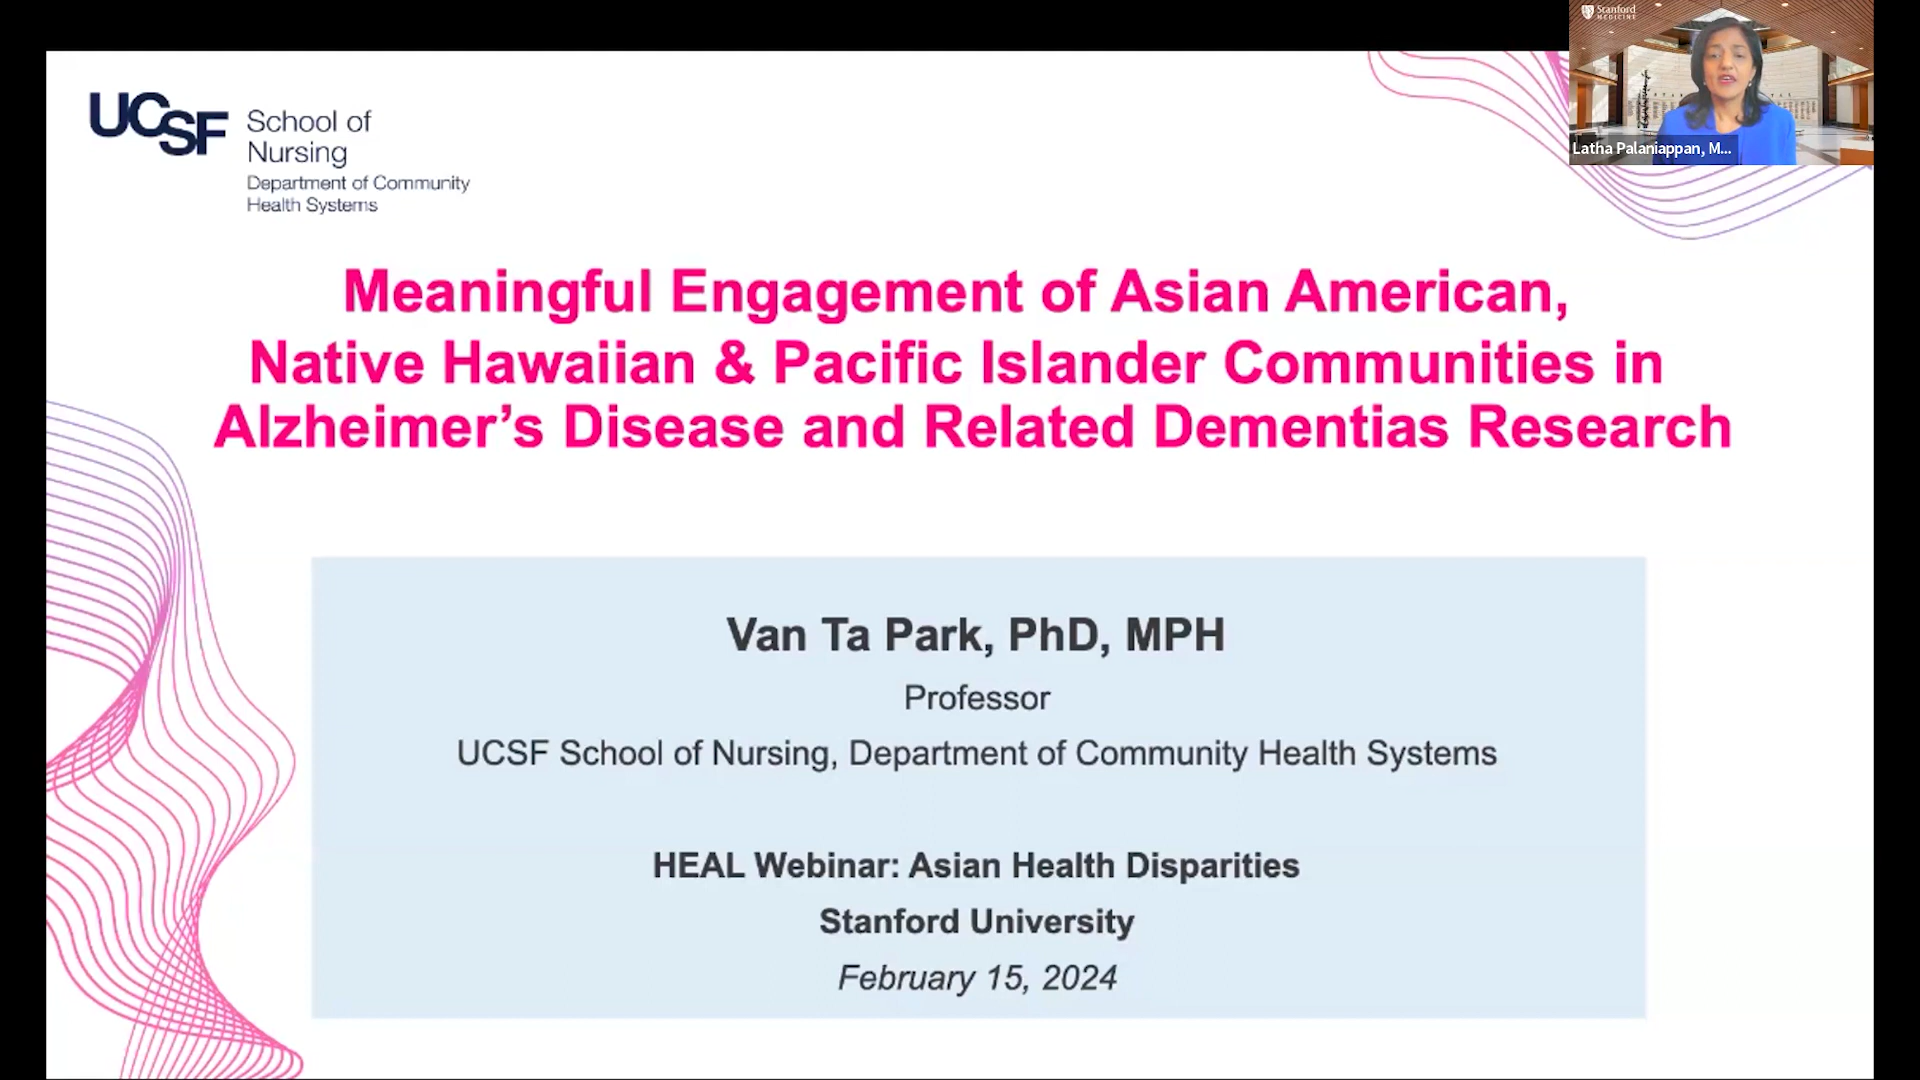 Stanford
MEDICINE
Latha Palaniappan, M...
UCSF
School of
Nursing
Department of Community
Health Systems
Meaningful Engagement of Asian American,
Native Hawaiian & Pacific Islander Communities in
Alzheimer’s Disease and Related Dementias Research
Van Ta Park, PhD, MPH
Professor
UCSF School of Nursing, Department of Community Health Systems
HEAL Webinar: Asian Health Disparities
Stanford University
February 15, 2024